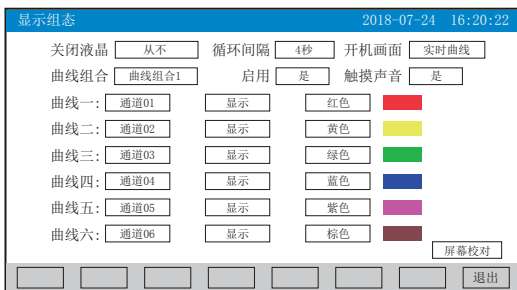 显示组态 2018-07-24 16:20:22
关闭液晶 从不 循环间隔 4秒 开机画面 实时曲线
曲线组合 曲线组合1 启用 是 触摸声音 是
曲线一: 通道01 显示 红色
曲线二: 通道02 显示 黄色
曲线三: 通道03 显示 绿色
曲线四: 通道04 显示 蓝色
曲线五: 通道05 显示 紫色
曲线六: 通道06 显示 棕色
屏幕校对
退出